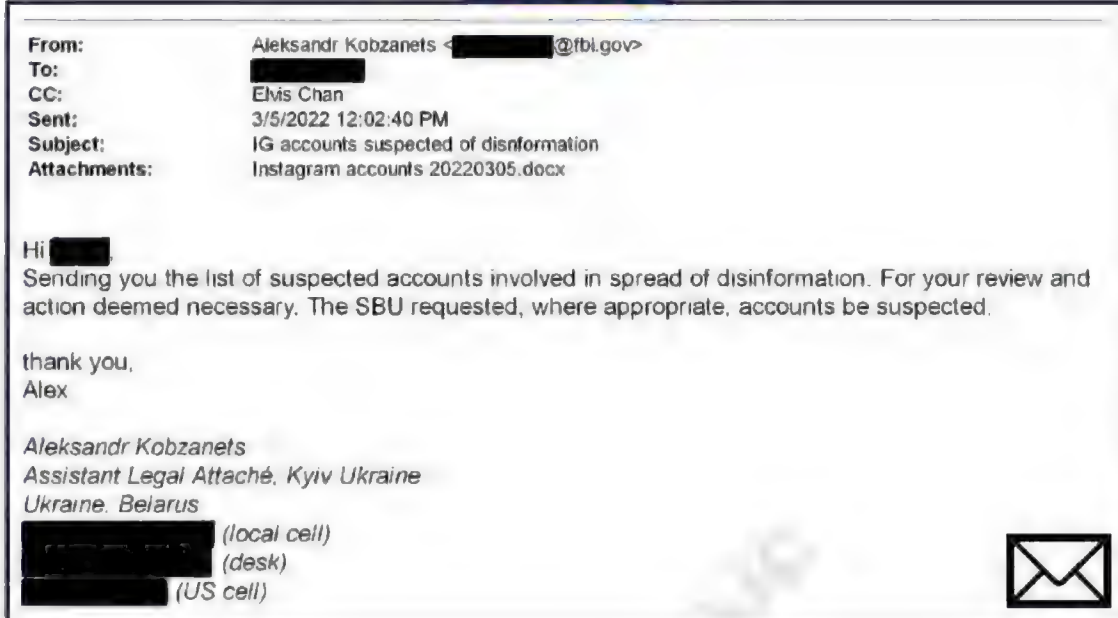 From: Aleksandr Kobzanets < @fbi.gov>
To:
CC: Elvis Chan
Sent: 3/5/2022 12:02:40 PM
Subject: IG accounts suspected of disnformation
Attachments: Instagram accounts 20220305.docx
Hi ,
Sending you the list of suspected accounts involved in spread of disinformation. For your review and
action deemed necessary. The SBU requested, where appropriate, accounts be suspected.
thank you,
Alex
Aleksandr Kobzanets
Assistant Legal Attaché, Kyiv Ukraine
Ukraine. Belarus
(local cell)
(desk)
(US cell)